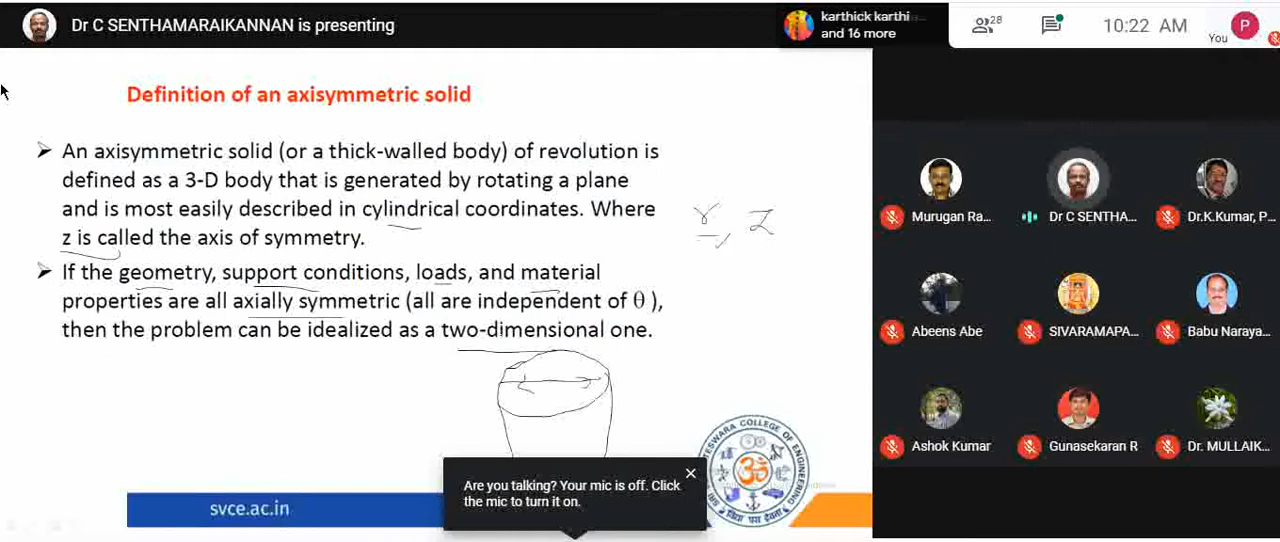 Dr C SENTHAMARAIKANNAN is presenting
karthick karthi
and 16 more
28
10:22 AM
You
P
Definition of an axisymmetric solid
➢ An axisymmetric solid (or a thick-walled body) of revolution is
defined as a 3-D body that is generated by rotating a plane
and is most easily described in cylindrical coordinates. Where
z is called the axis of symmetry.
➢ If the geometry, support conditions, loads, and material
properties are all axially symmetric (all are independent of θ ),
then the problem can be idealized as a two-dimensional one.
r, z
Murugan Ra...
Dr C SENTHA...
Dr.K.Kumar, P...
Abeens Abe
SIVARAMAPA...
Babu Naraya...
Ashok Kumar
Gunasekaran R
Dr. MULLAIK...
Are you talking? Your mic is off. Click
the mic to turn it on.
svce.ac.in